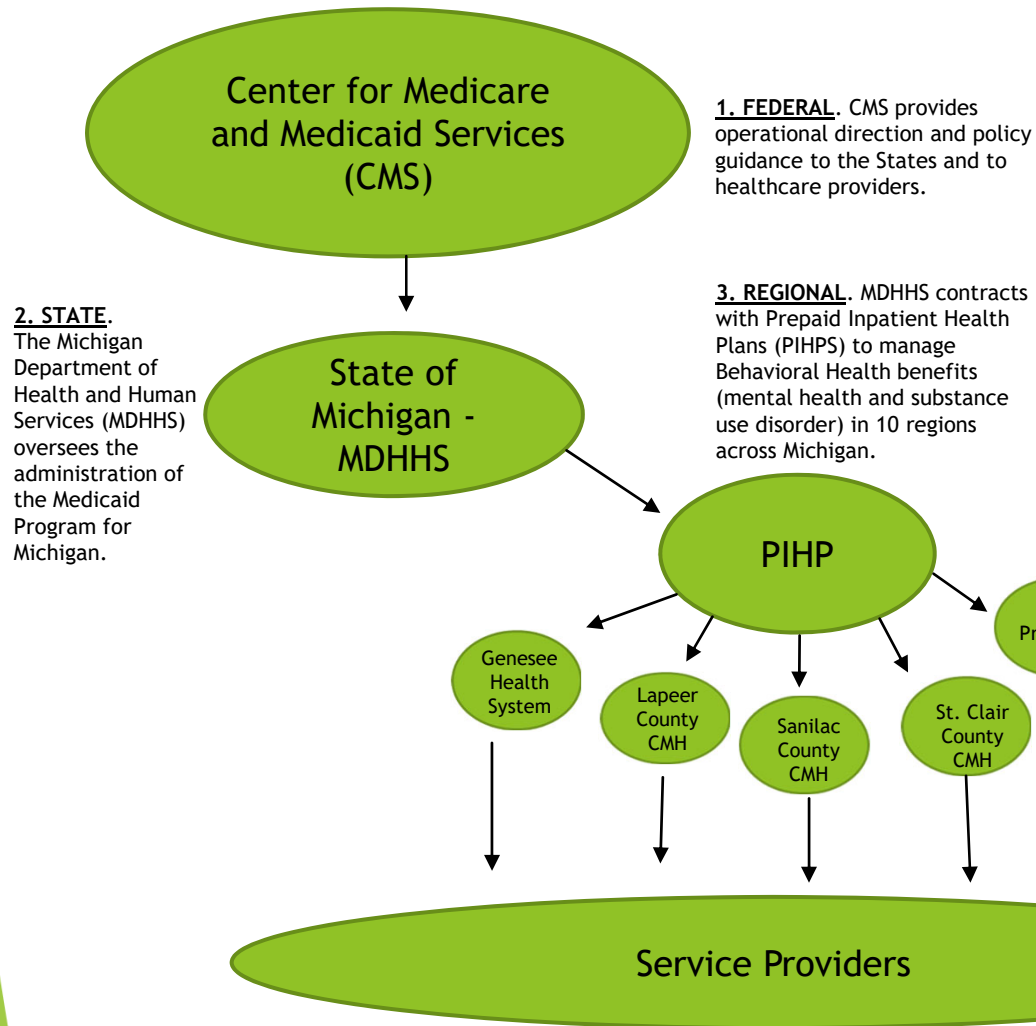 Center for Medicare
and Medicaid Services
(CMS)
1. FEDERAL. CMS provides
operational direction and policy
guidance to the States and to
healthcare providers.
2. STATE.
The Michigan
Department of
Health and Human
Services (MDHHS)
oversees the
administration of
the Medicaid
Program for
Michigan.
State of
Michigan -
MDHHS
3. REGIONAL. MDHHS contracts
with Prepaid Inpatient Health
Plans (PIHPS) to manage
Behavioral Health benefits
(mental health and substance
use disorder) in 10 regions
across Michigan.
PIHP
Genesee
Health
System
Lapeer
County
CMH
Sanilac
County
CMH
St. Clair
County
CMH
Service Providers